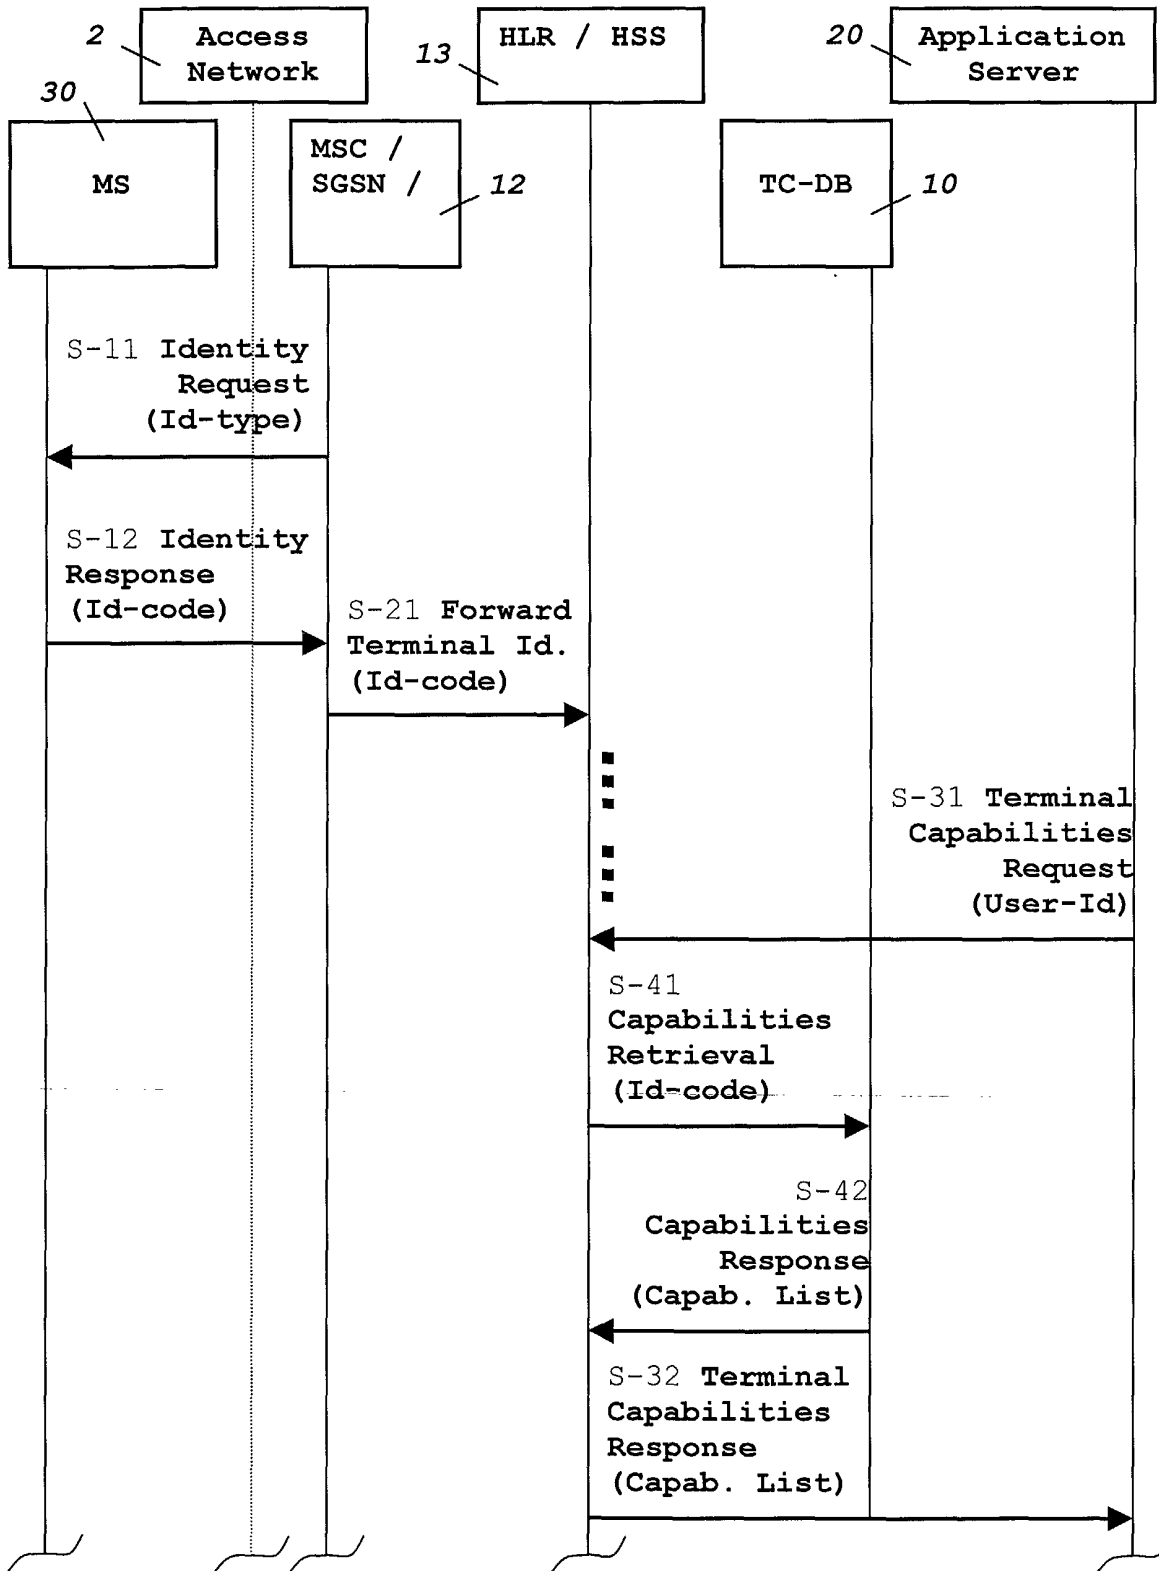 2
Access
Network
13
HLR / HSS
20
Application
Server
30
MS
MSC /
SGSN /
12
TC-DB
10
S-11 Identity
Request
(Id-type)
S-12 Identity
Response
(Id-code)
S-21 Forward
Terminal Id.
(Id-code)
S-31 Terminal
Capabilities
Request
(User-Id)
S-41
Capabilities
Retrieval
(Id-code)
S-42
Capabilities
Response
(Capab. List)
S-32 Terminal
Capabilities
Response
(Capab. List)